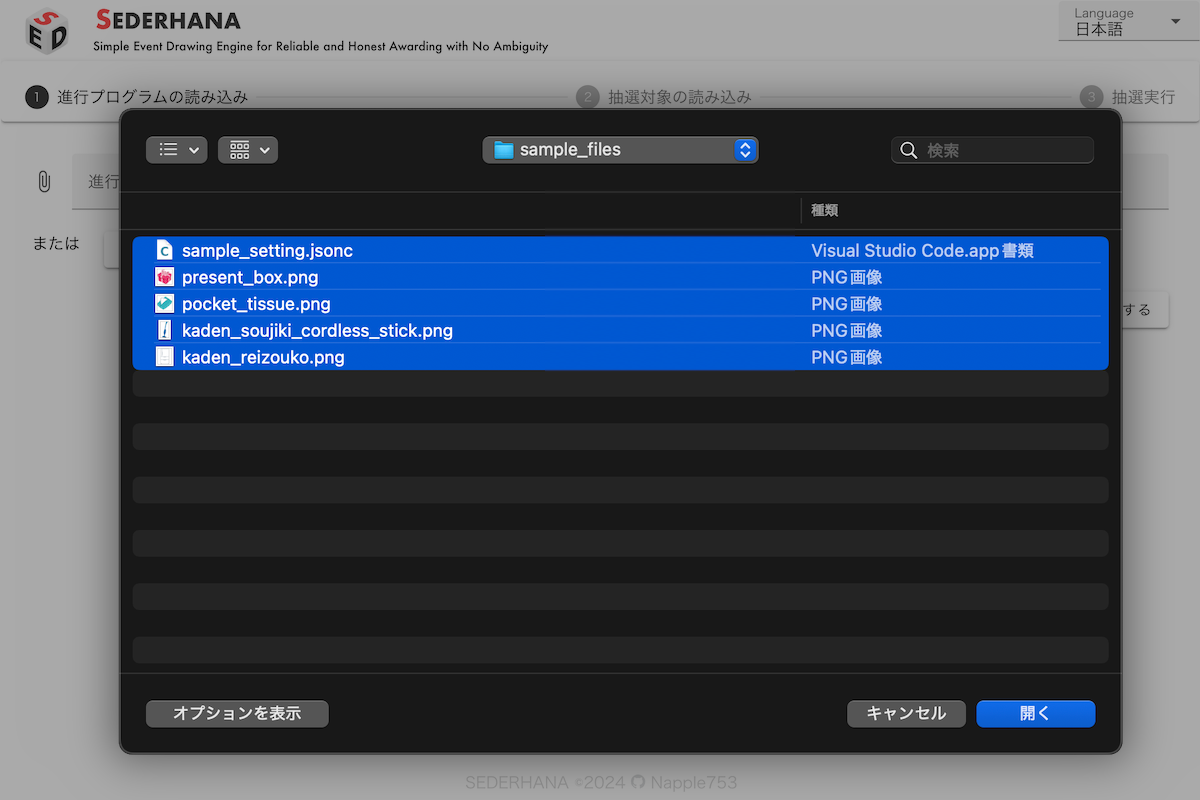 SED
SEDERHANA
Simple Event Drawing Engine for Reliable and Honest Awarding with No Ambiguity
Language
日本語
1 進行プログラムの読み込み
2 抽選対象の読み込み
3 抽選実行
sample_files
検索
進行
種類
または
sample_setting.jsonc Visual Studio Code.app書類
present_box.png PNG画像
pocket_tissue.png PNG画像
kaden_soujiki_cordless_stick.png PNG画像
kaden_reizouko.png PNG画像
する
オプションを表示
キャンセル
開く
SEDERHANA ©2024 Napple753